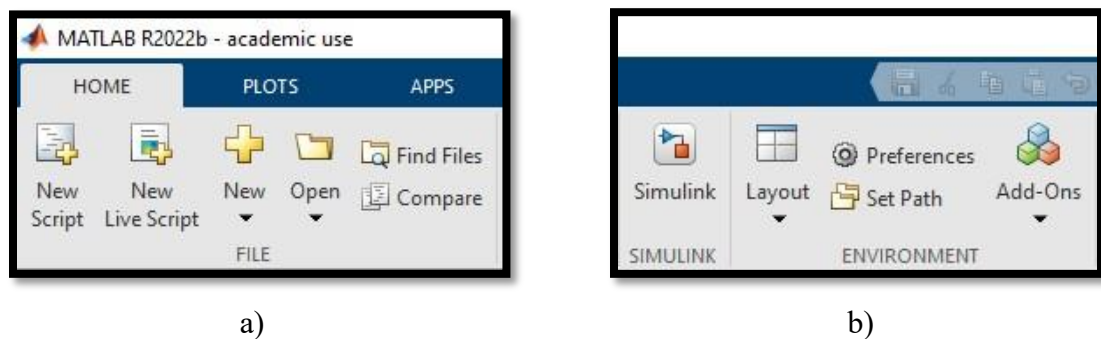 MATLAB R2022b - academic use
HOME PLOTS APPS
New Script
New Live Script
New
Open
Find Files
Compare
FILE
Simulink
Layout
Preferences
Set Path
Add-Ons
SIMULINK
ENVIRONMENT
a)
b)